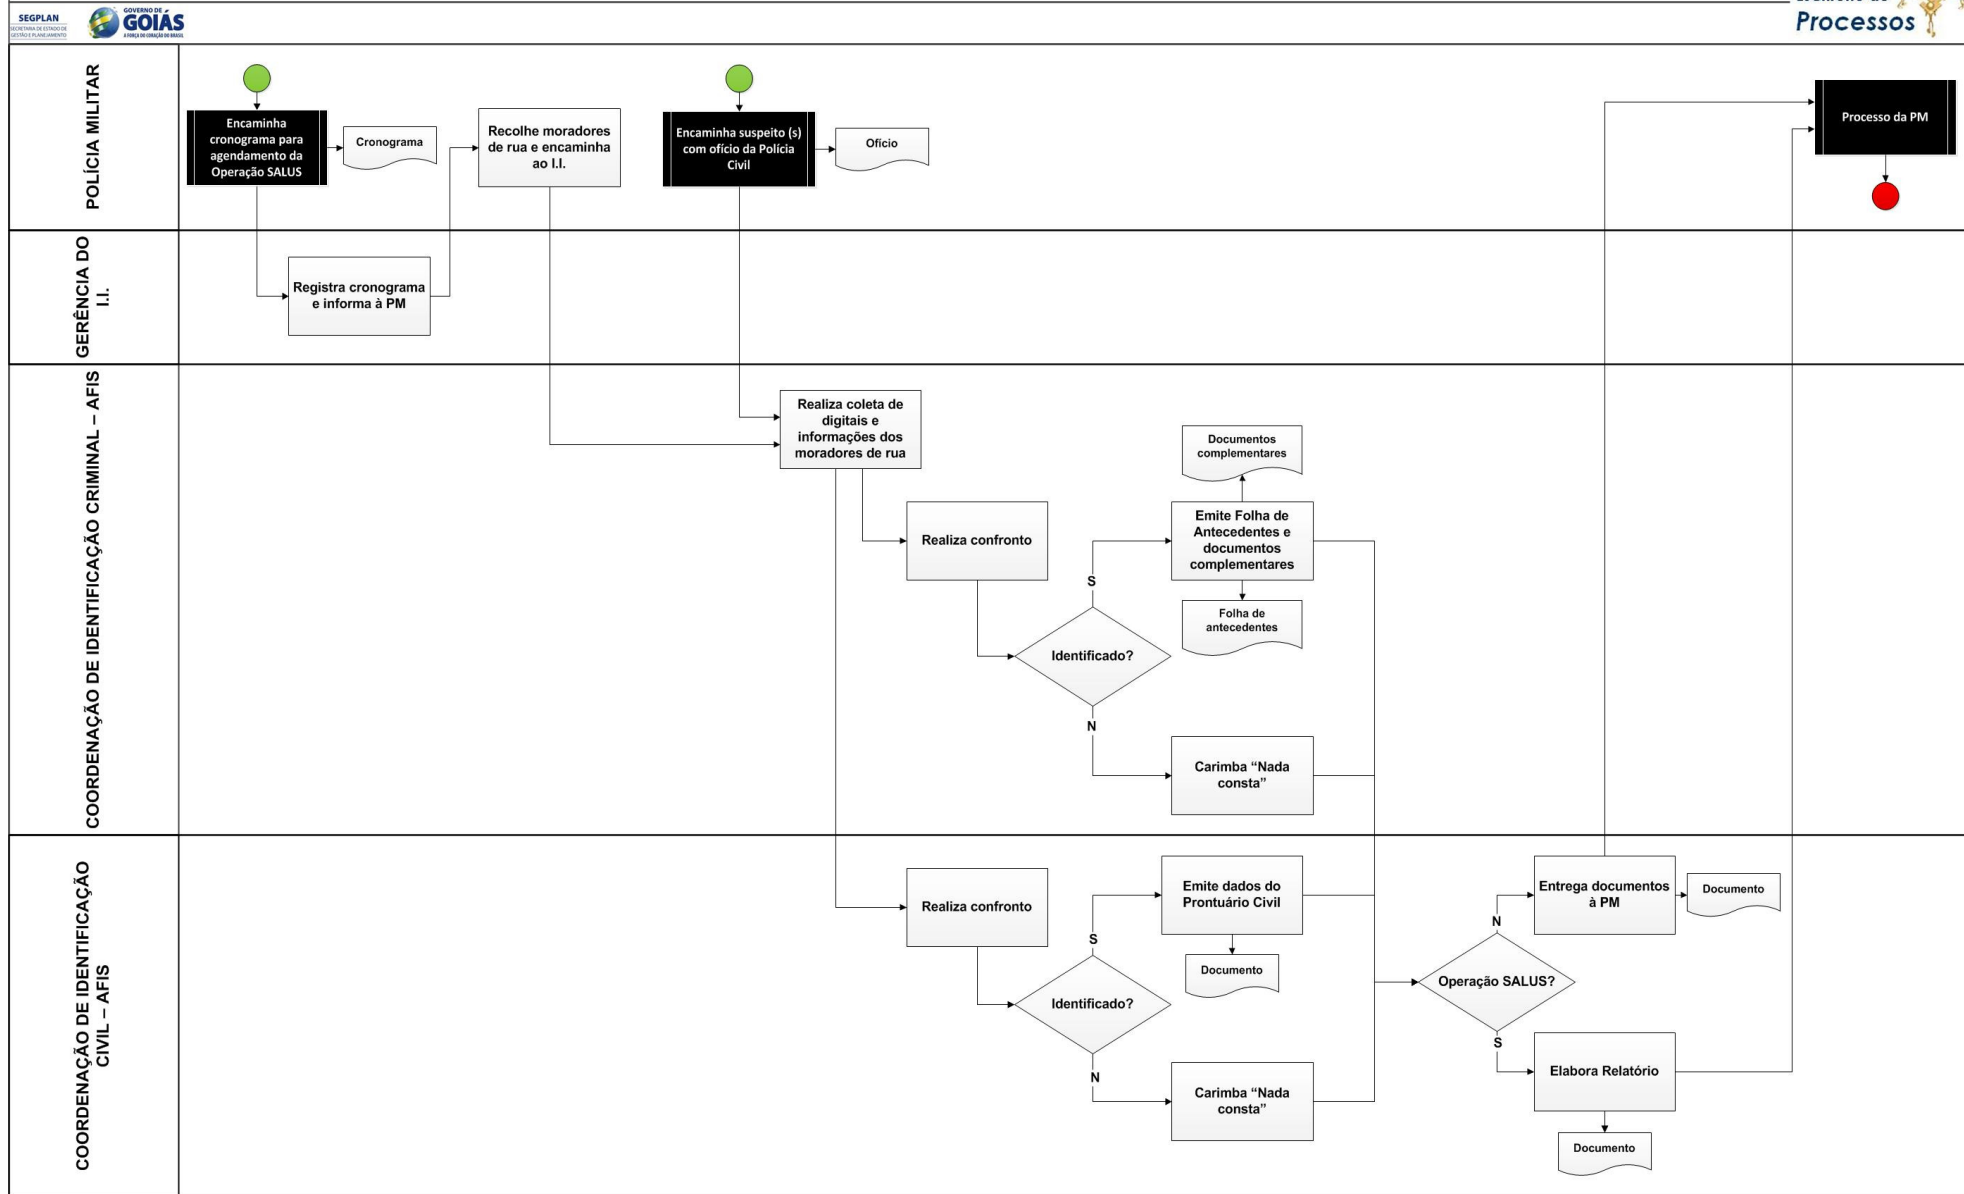 SEGPLAN
SECRETARIA DE ESTADO DE
GESTÃO E PLANEJAMENTO
GOVERNO DE
GOIÁS
A FORÇA DO CORAÇÃO DO BRASIL
Processos
POLÍCIA MILITAR
Encaminha
cronograma para
agendamento da
Operação SALUS
Cronograma
Recolhe moradores
de rua e encaminha
ao I.I.
Encaminha suspeito (s)
com ofício da Polícia
Civil
Ofício
Processo da PM
GERÊNCIA DO
I.I.
Registra cronograma
e informa à PM
COORDENAÇÃO DE IDENTIFICAÇÃO CRIMINAL – AFIS
Realiza coleta de
digitais e
informações dos
moradores de rua
Realiza confronto
Identificado?
S
N
Documentos
complementares
Emite Folha de
Antecedentes e
documentos
complementares
Folha de
antecedentes
Carimba “Nada
consta”
COORDENAÇÃO DE IDENTIFICAÇÃO
CIVIL – AFIS
Realiza confronto
Identificado?
S
N
Emite dados do
Prontuário Civil
Documento
Carimba “Nada
consta”
Operação SALUS?
N
S
Entrega documentos
à PM
Documento
Elabora Relatório
Documento